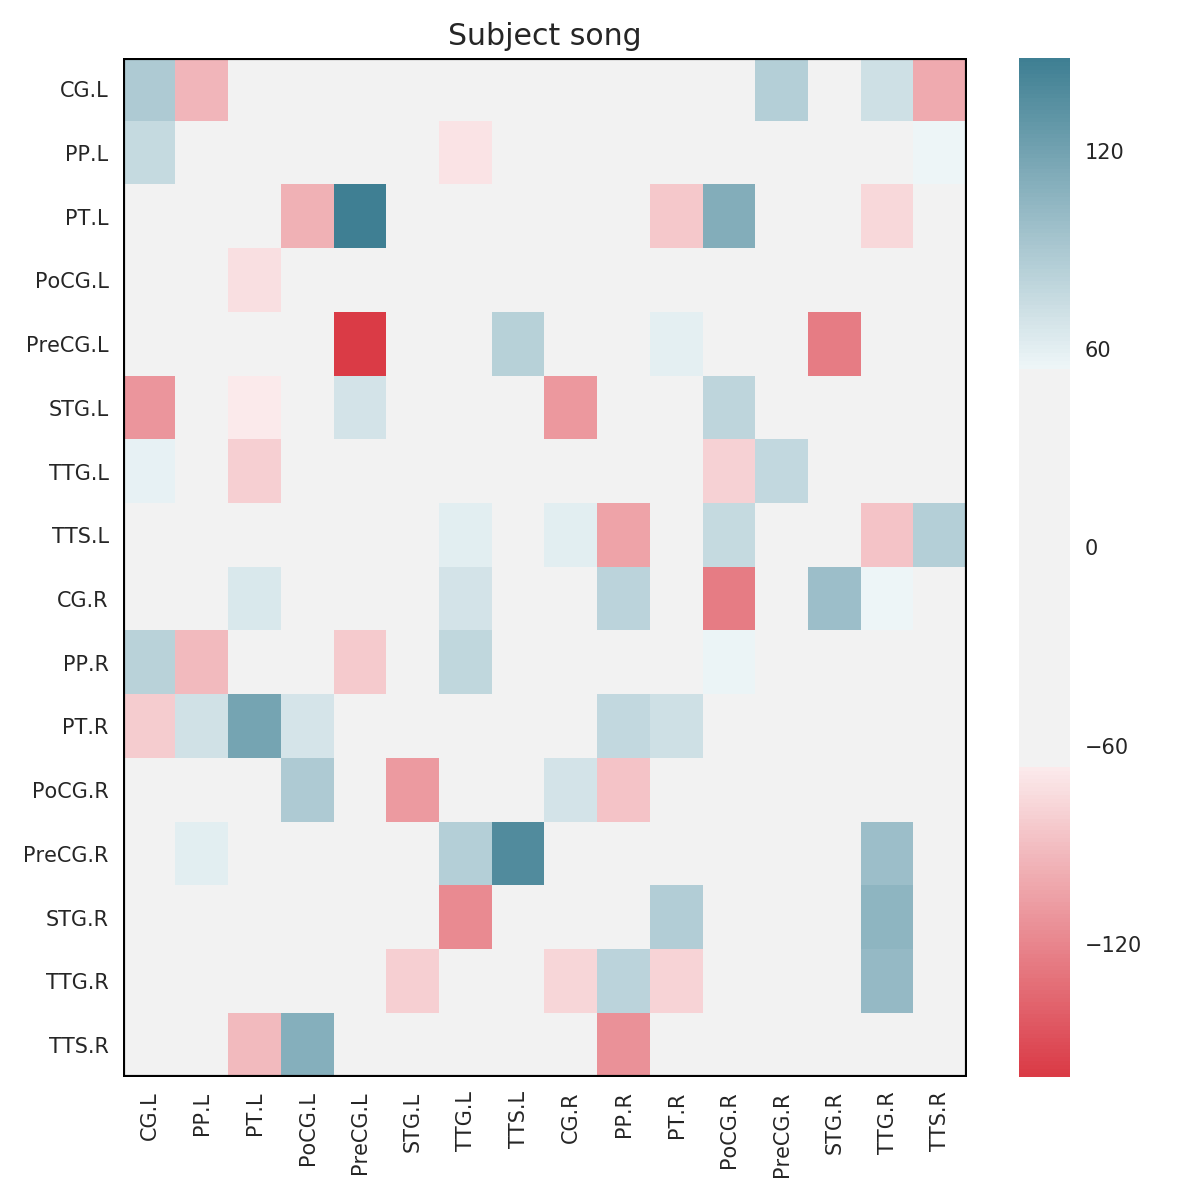 Subject song
CG.L
PP.L
PT.L
PoCG.L
PreCG.L
STG.L
TTG.L
TTS.L
CG.R
PP.R
PT.R
PoCG.R
PreCG.R
STG.R
TTG.R
TTS.R
CG.L
PP.L
PT.L
PoCG.L
PreCG.L
STG.L
TTG.L
TTS.L
CG.R
PP.R
PT.R
PoCG.R
PreCG.R
STG.R
TTG.R
TTS.R
120
60
0
−60
−120